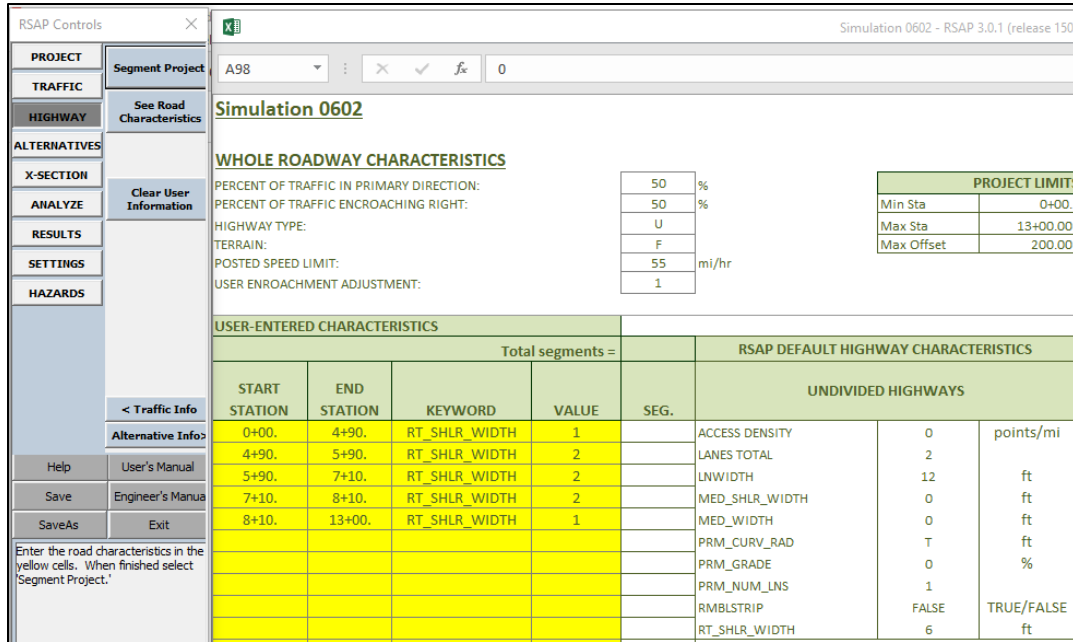 RSAP Controls
Simulation 0602 - RSAP 3.0.1 (release 150
PROJECT
TRAFFIC
HIGHWAY
ALTERNATIVES
X-SECTION
ANALYZE
RESULTS
SETTINGS
HAZARDS
Segment Project
See Road
Characteristics
Clear User
Information
< Traffic Info
Alternative Info>
Help User's Manual
Save Engineer's Manua
SaveAs Exit
Enter the road characteristics in the
yellow cells. When finished select
'Segment Project.'
A98 fx 0
Simulation 0602
WHOLE ROADWAY CHARACTERISTICS
PERCENT OF TRAFFIC IN PRIMARY DIRECTION: 50 %
PERCENT OF TRAFFIC ENCROACHING RIGHT: 50 %
HIGHWAY TYPE: U
TERRAIN: F
POSTED SPEED LIMIT: 55 mi/hr
USER ENROACHMENT ADJUSTMENT: 1
PROJECT LIMITS
Min Sta 0+00.
Max Sta 13+00.00
Max Offset 200.00
USER-ENTERED CHARACTERISTICS
Total segments =
START STATION END STATION KEYWORD VALUE SEG.
0+00. 4+90. RT_SHLR_WIDTH 1
4+90. 5+90. RT_SHLR_WIDTH 2
5+90. 7+10. RT_SHLR_WIDTH 2
7+10. 8+10. RT_SHLR_WIDTH 2
8+10. 13+00. RT_SHLR_WIDTH 1
RSAP DEFAULT HIGHWAY CHARACTERISTICS
UNDIVIDED HIGHWAYS
ACCESS DENSITY 0 points/mi
LANES TOTAL 2
LNWIDTH 12 ft
MED_SHLR_WIDTH 0 ft
MED_WIDTH 0 ft
PRM_CURV_RAD T ft
PRM_GRADE 0 %
PRM_NUM_LNS 1
RMBLSTRIP FALSE TRUE/FALSE
RT_SHLR_WIDTH 6 ft